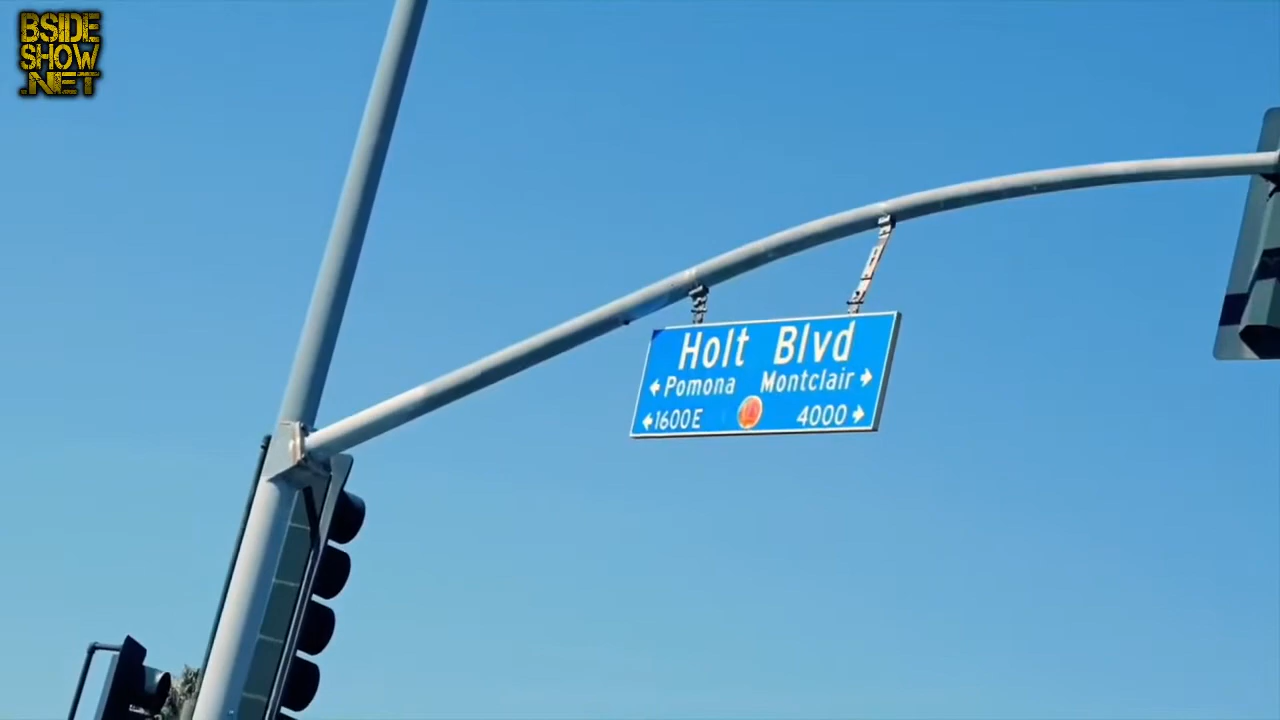 BSIDE
SHOW
.NET
Holt Blvd
← Pomona Montclair →
← 1600E 4000 →